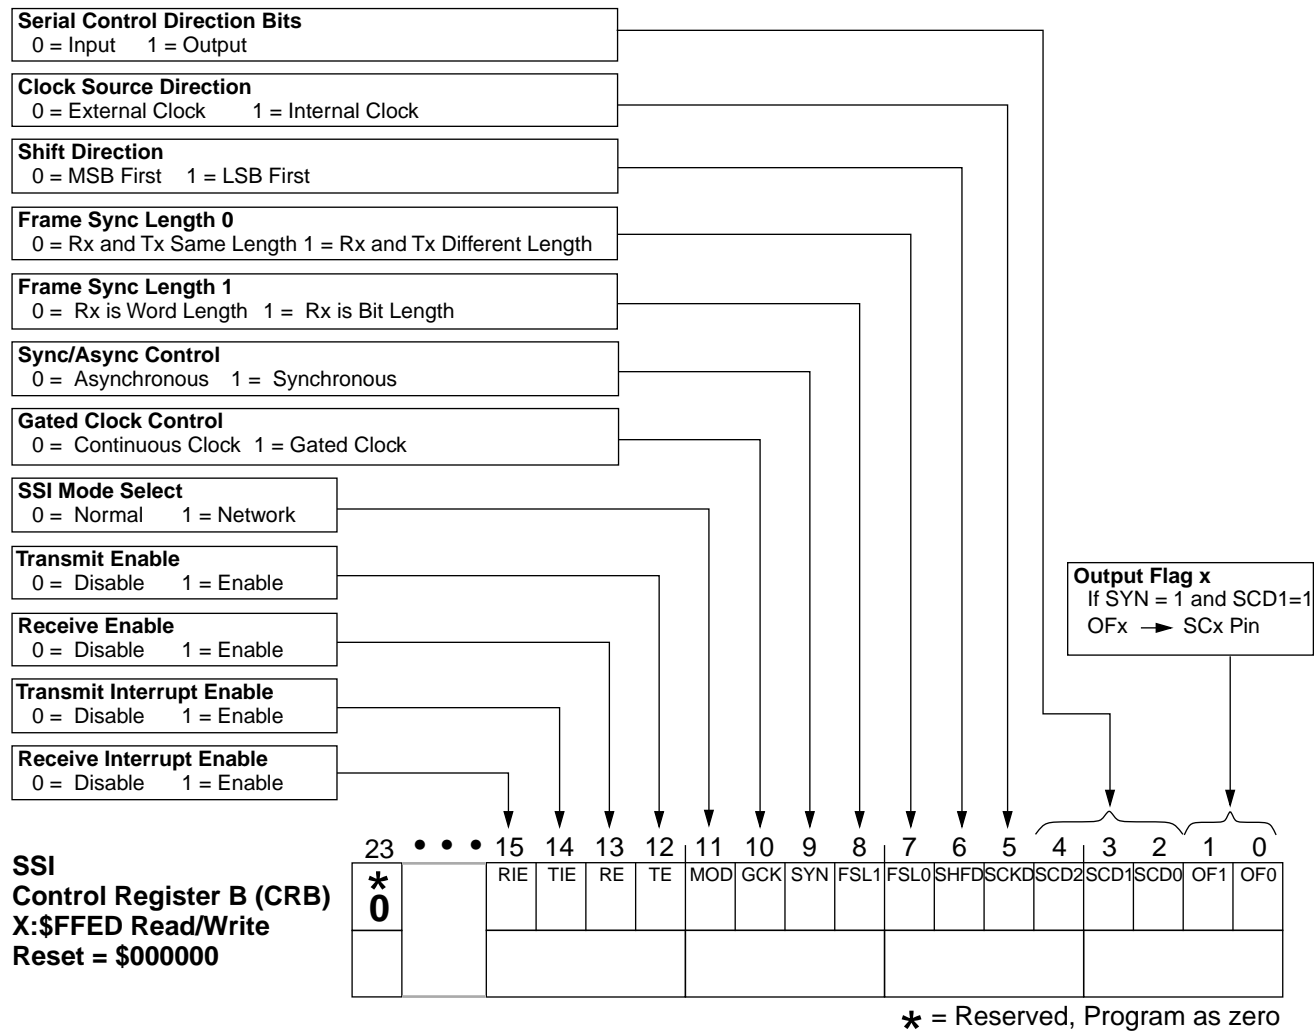 Serial Control Direction Bits
0 = Input 1 = Output
Clock Source Direction
0 = External Clock 1 = Internal Clock
Shift Direction
0 = MSB First 1 = LSB First
Frame Sync Length 0
0 = Rx and Tx Same Length 1 = Rx and Tx Different Length
Frame Sync Length 1
0 = Rx is Word Length 1 = Rx is Bit Length
Sync/Async Control
0 = Asynchronous 1 = Synchronous
Gated Clock Control
0 = Continuous Clock 1 = Gated Clock
SSI Mode Select
0 = Normal 1 = Network
Transmit Enable
0 = Disable 1 = Enable
Receive Enable
0 = Disable 1 = Enable
Transmit Interrupt Enable
0 = Disable 1 = Enable
Receive Interrupt Enable
0 = Disable 1 = Enable
Output Flag x
If SYN = 1 and SCD1=1
OFx → SCx Pin
23 • • • 15 14 13 12 11 10 9 8 7 6 5 4 3 2 1 0
* RIE TIE RE TE MOD GCK SYN FSL1 FSL0 SHFD SCKD SCD2 SCD1 SCD0 OF1 OF0
0
SSI
Control Register B (CRB)
X:$FFED Read/Write
Reset = $000000
* = Reserved, Program as zero